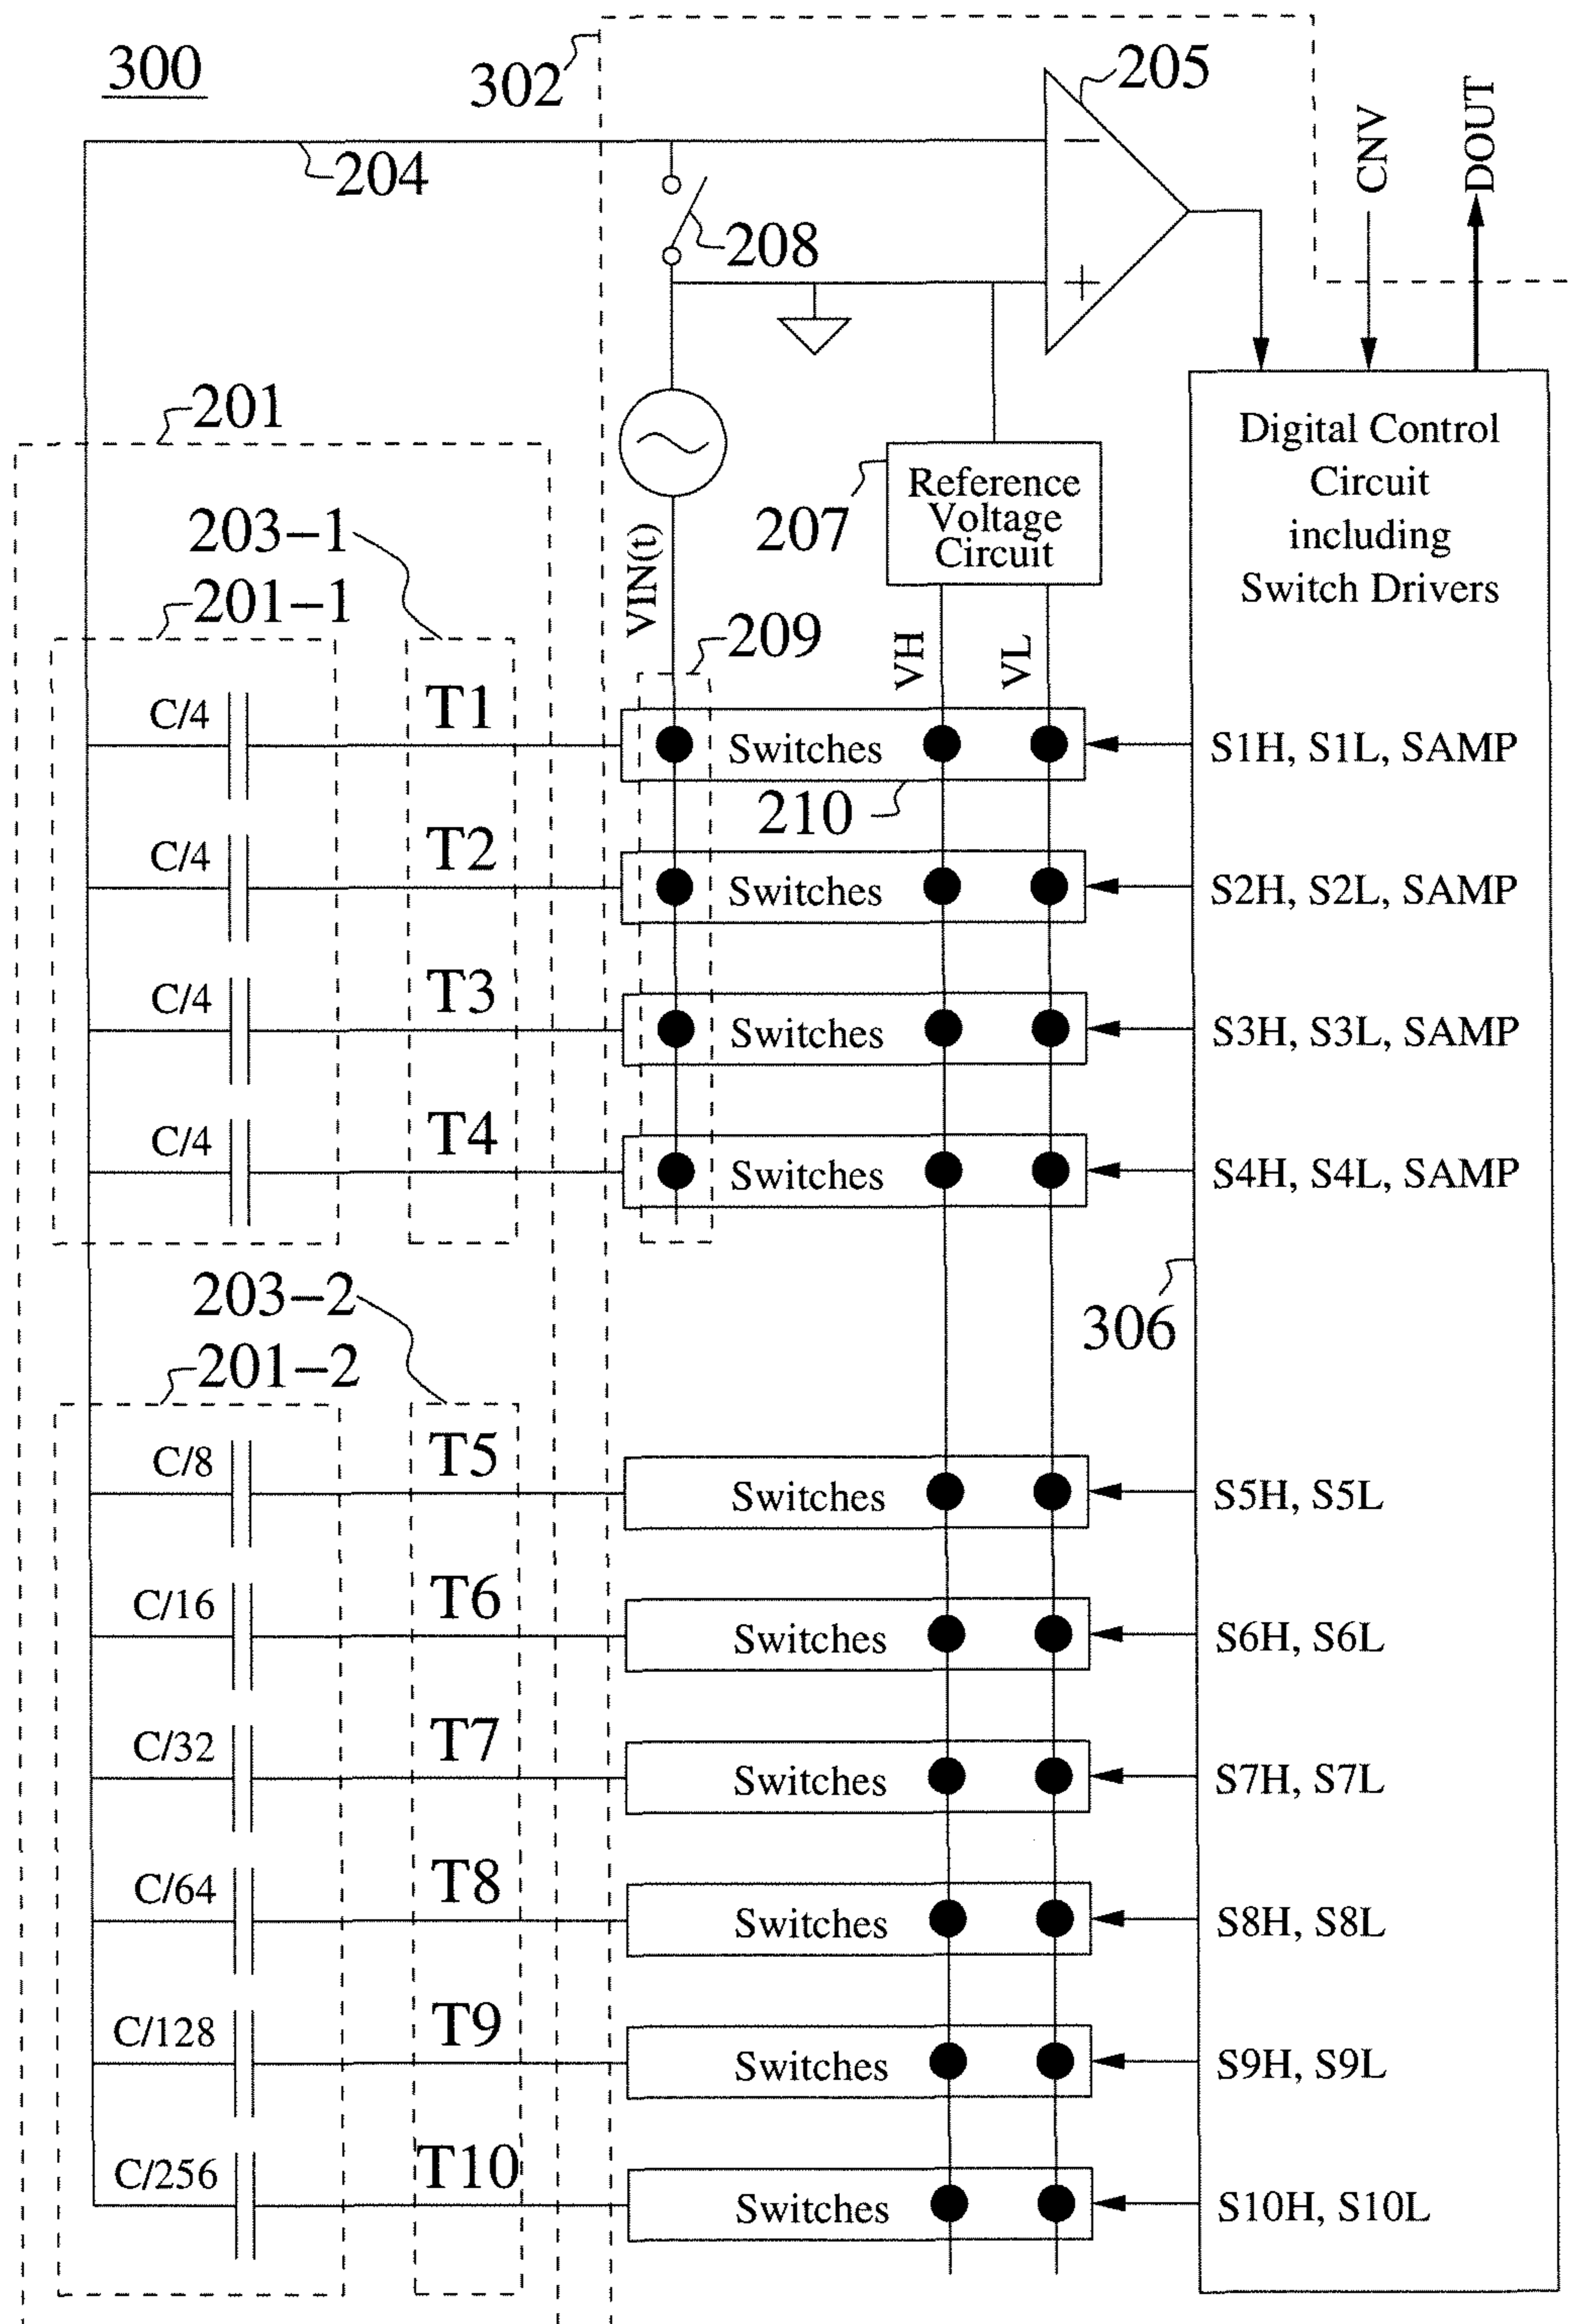 300
302
205
CNV
DOUT
204
208
−
+
201
Digital Control
Circuit
including
Switch Drivers
203-1
VIN(t)
207
Reference
Voltage
Circuit
201-1
209
VH
VL
C/4
T1
Switches
S1H, S1L, SAMP
210
C/4
T2
Switches
S2H, S2L, SAMP
C/4
T3
Switches
S3H, S3L, SAMP
C/4
T4
Switches
S4H, S4L, SAMP
203-2
306
201-2
C/8
T5
Switches
S5H, S5L
C/16
T6
Switches
S6H, S6L
C/32
T7
Switches
S7H, S7L
C/64
T8
Switches
S8H, S8L
C/128
T9
Switches
S9H, S9L
C/256
T10
Switches
S10H, S10L